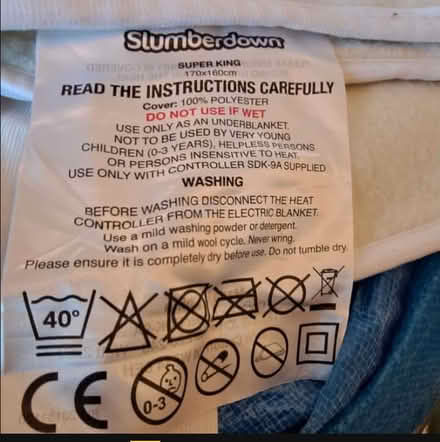 Slumberdown
SUPER KING
170x160cm
READ THE INSTRUCTIONS CAREFULLY
Cover: 100% POLYESTER
DO NOT USE IF WET
USE ONLY AS AN UNDERBLANKET.
NOT TO BE USED BY VERY YOUNG
CHILDREN (0-3 YEARS), HELPLESS PERSONS
OR PERSONS INSENSITIVE TO HEAT.
USE ONLY WITH CONTROLLER SDK-9A SUPPLIED
WASHING
BEFORE WASHING DISCONNECT THE HEAT
CONTROLLER FROM THE ELECTRIC BLANKET.
Use a mild washing powder or detergent.
Wash on a mild wool cycle. Never wring.
Please ensure it is completely dry before use. Do not tumble dry.
40°
CE
0-3